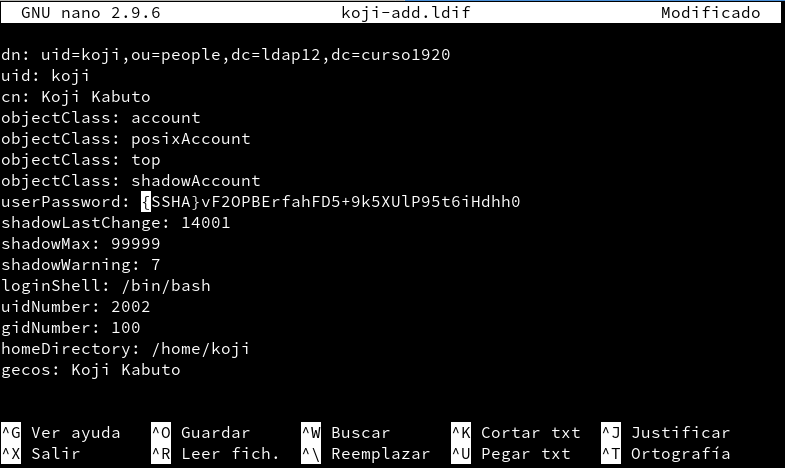 GNU nano 2.9.6 koji-add.ldif Modificado
dn: uid=koji,ou=people,dc=ldap12,dc=curso1920
uid: koji
cn: Koji Kabuto
objectClass: account
objectClass: posixAccount
objectClass: top
objectClass: shadowAccount
userPassword: {SSHA}vF2OPBErfahFD5+9k5XUlP95t6iHdhh0
shadowLastChange: 14001
shadowMax: 99999
shadowWarning: 7
loginShell: /bin/bash
uidNumber: 2002
gidNumber: 100
homeDirectory: /home/koji
gecos: Koji Kabuto
^G Ver ayuda ^O Guardar ^W Buscar ^K Cortar txt ^J Justificar
^X Salir ^R Leer fich. ^\ Reemplazar ^U Pegar txt ^T Ortografía